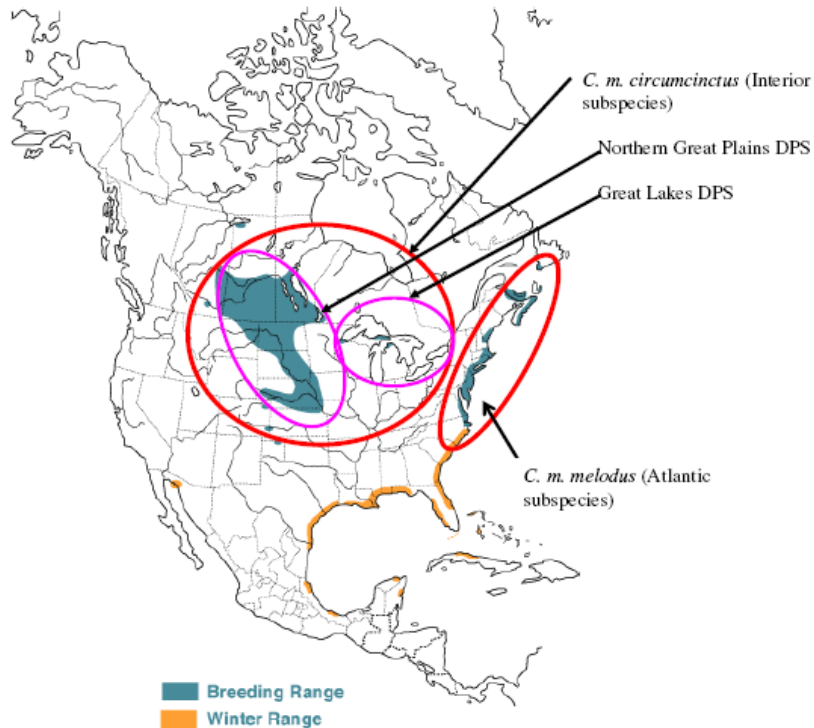 C. m. circumcinctus (Interior
subspecies)
Northern Great Plains DPS
Great Lakes DPS
C. m. melodus (Atlantic
subspecies)
Breeding Range
Winter Range